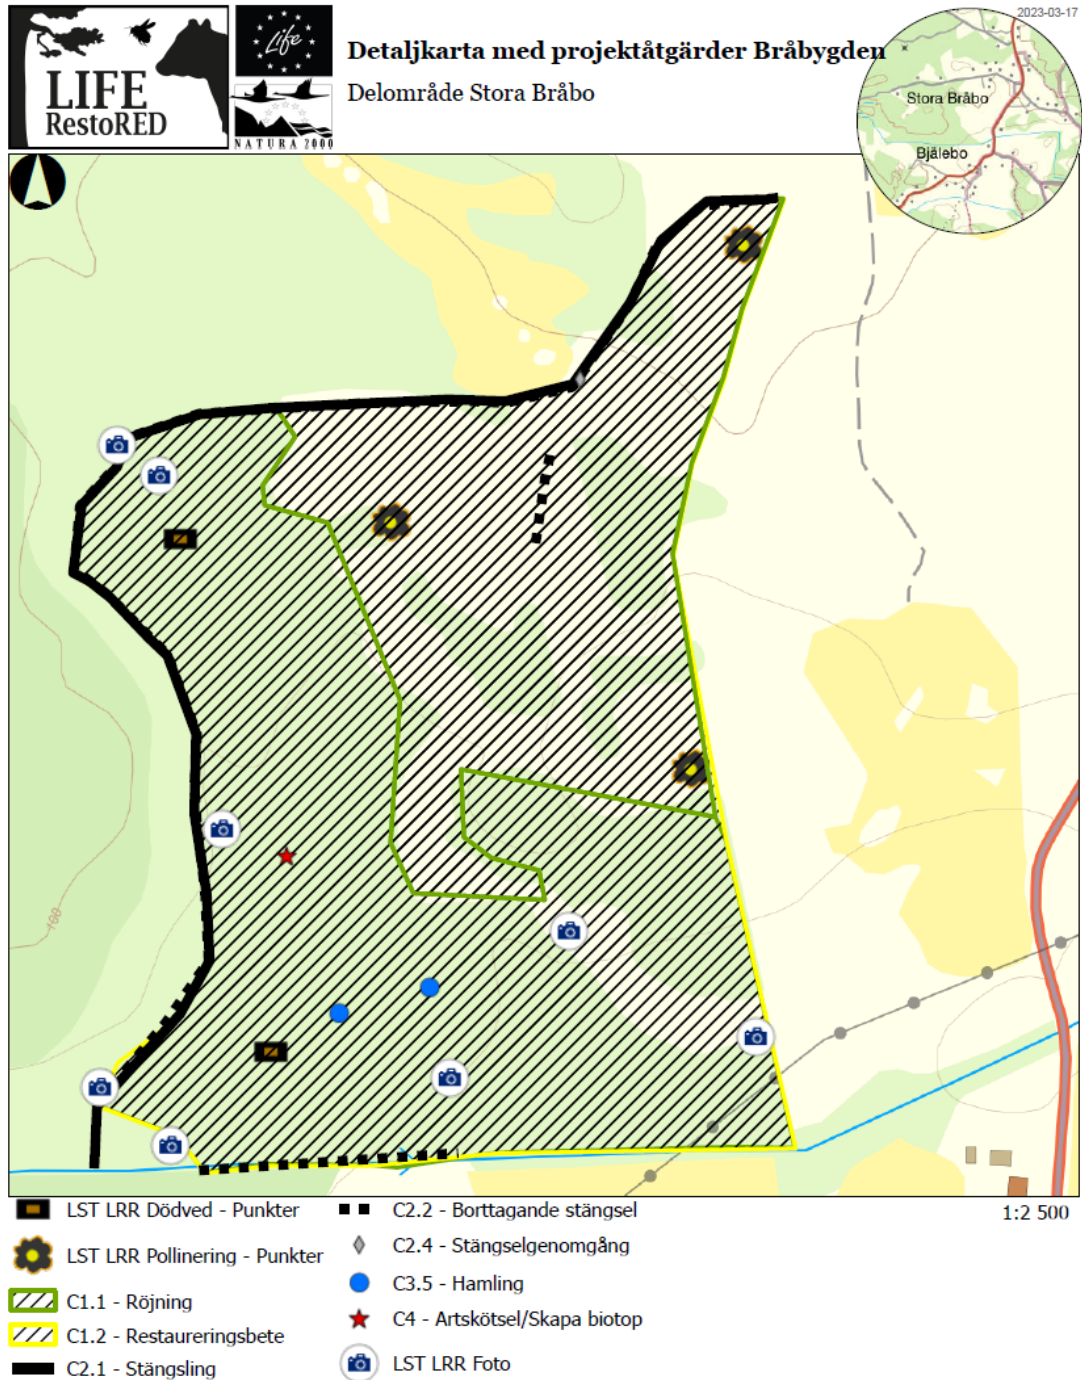 2023-03-17
LIFE
RestoRED
Life
NATURA 2000
Detaljkarta med projektåtgärder Bråbygden
Delområde Stora Bråbo
Stora Bråbo
Bjälebo
100
LST LRR Dödved - Punkter
LST LRR Pollinering - Punkter
C1.1 - Röjning
C1.2 - Restaureringsbete
C2.1 - Stängsling
C2.2 - Borttagande stängsel
C2.4 - Stängselgenomgång
C3.5 - Hamling
C4 - Artskötsel/Skapa biotop
LST LRR Foto
1:2 500